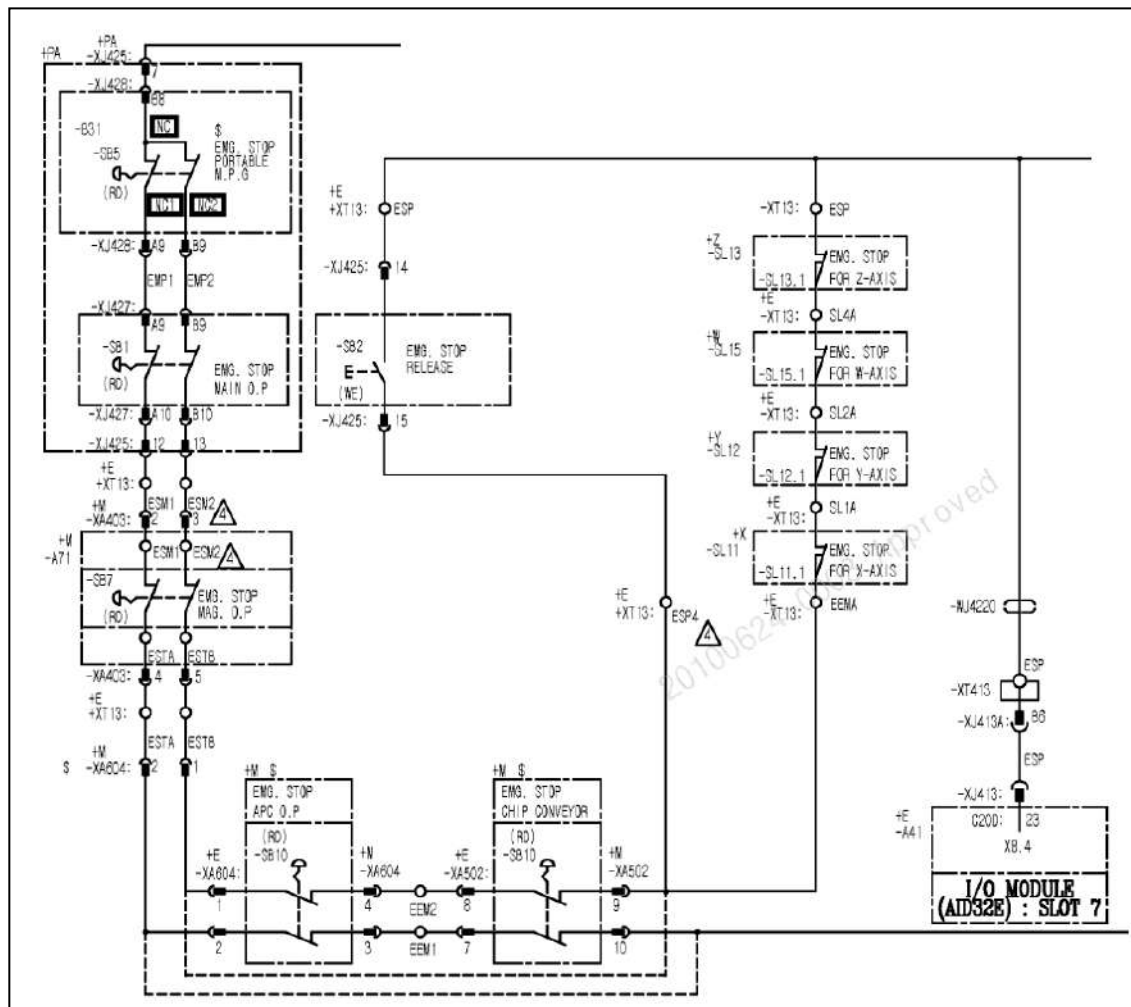 +PA
+PA
-XJ425:
7
-XJ428:
B8
-B31
NC
$
EMG. STOP
PORTABLE
M.P.G
-SB5
(RD)
NC1
NC2
-XJ428:
A9
B9
EMP1
EMP2
-XJ427:
A9
B9
-SB1
(RD)
EMG. STOP
MAIN O.P
-XJ427:
A10
B10
-XJ425:
12
13
+E
+XT13:
ESM1
ESM2
+M
-XA403:
2
3
4
+M
-A71
ESM1
ESM2
4
-SB7
(RD)
EMG. STOP
MAG. O.P
ESTA
ESTB
-XA403:
4
5
+E
+XT13:
ESTA
ESTB
$
+M
-XA604:
2
1
+E
+XT13:
ESP
-XJ425:
14
-SB2
E
(WE)
EMG. STOP
RELEASE
-XJ425:
15
+E
+XT13:
ESP4
4
-XT13:
ESP
+Z
-SL13
-SL13.1
EMG. STOP
FOR Z-AXIS
+E
-XT13:
SL4A
+W
-SL15
-SL15.1
EMG. STOP
FOR W-AXIS
+E
-XT13:
SL2A
+Y
-SL12
-SL12.1
EMG. STOP
FOR Y-AXIS
+E
-XT13:
SL1A
+X
-SL11
-SL11.1
EMG. STOP
FOR X-AXIS
+E
-XT13:
EEMA
-WJ4220
ESP
-XT413
-XJ413A:
B6
ESP
-XJ413:
+E
-A41
C20D:
23
X8.4
I/O MODULE
(AID32E) : SLOT 7
+M $
EMG. STOP
APC O.P
(RD)
-SB10
+E
-XA604:
1
2
+M
-XA604
4
3
EEM2
EEM1
+M $
EMG. STOP
CHIP CONVEYOR
(RD)
-SB10
+E
-XA502:
8
7
+M
-XA502
9
10
Approved